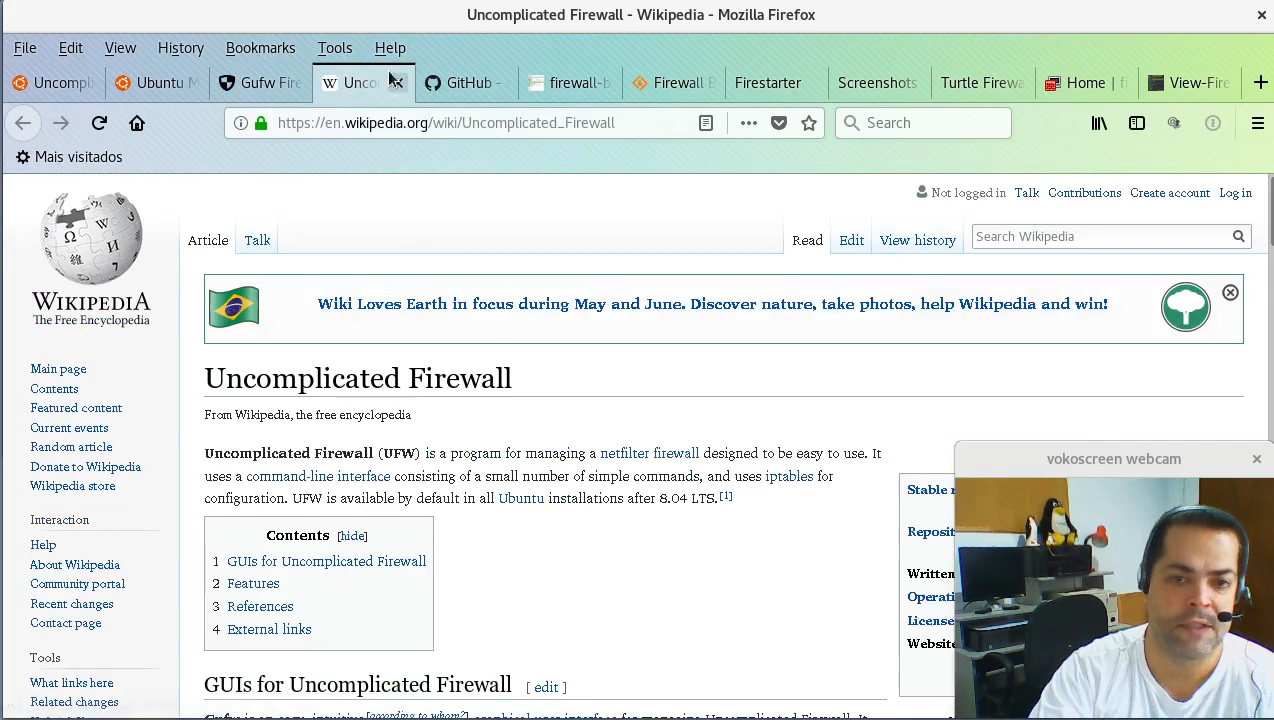 Uncomplicated Firewall - Wikipedia - Mozilla Firefox
File Edit View History Bookmarks Tools Help
Uncompli Ubuntu M Gufw Fire Unco GitHub - firewall-b Firewall B Firestarter Screenshots Turtle Firewa Home | fi View-Fire
https://en.wikipedia.org/wiki/Uncomplicated_Firewall Search
Mais visitados
Not logged in Talk Contributions Create account Log in
Article Talk Read Edit View history Search Wikipedia
WIKIPEDIA
The Free Encyclopedia
Wiki Loves Earth in focus during May and June. Discover nature, take photos, help Wikipedia and win!
Main page
Contents
Featured content
Current events
Random article
Donate to Wikipedia
Wikipedia store
Interaction
Help
About Wikipedia
Community portal
Recent changes
Contact page
Tools
What links here
Related changes
Uncomplicated Firewall
From Wikipedia, the free encyclopedia
Uncomplicated Firewall (UFW) is a program for managing a netfilter firewall designed to be easy to use. It
uses a command-line interface consisting of a small number of simple commands, and uses iptables for
configuration. UFW is available by default in all Ubuntu installations after 8.04 LTS.[1]
Contents [hide]
1 GUIs for Uncomplicated Firewall
2 Features
3 References
4 External links
GUIs for Uncomplicated Firewall [ edit ]
Stable r
Reposit
Written
Operati
License
Website
vokoscreen webcam